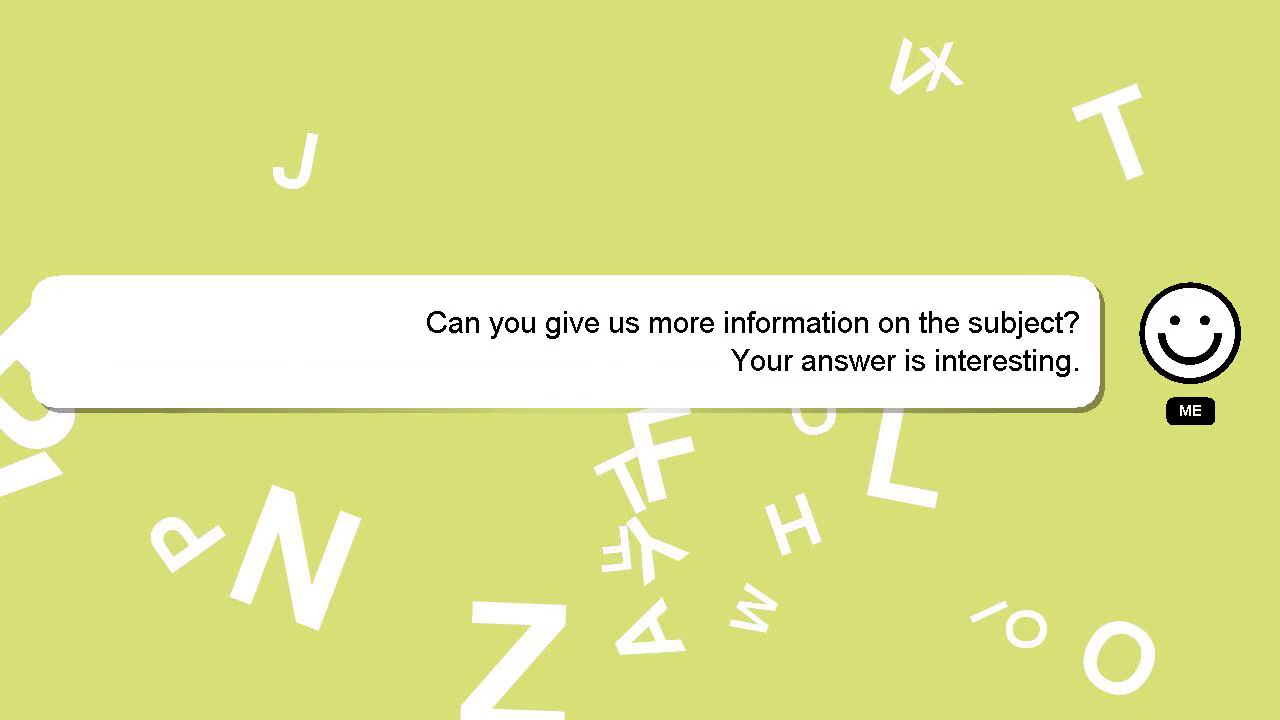 V X
T
J
Can you give us more information on the subject?
Your answer is interesting.
ME
F
L
T
P
N
H
F Y
Z
A
M
I O O